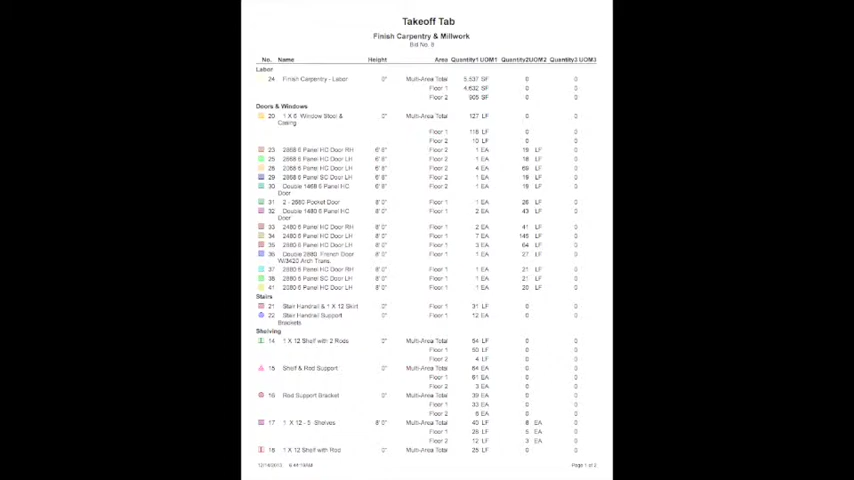 Takeoff Tab
Finish Carpentry & Millwork
Bid No. 8
No. Name Height Area Quantity1 UOM1 Quantity2 UOM2 Quantity3 UOM3
Labor
24 Finish Carpentry - Labor 0" Multi-Area Total 5,537 SF 0 0
Floor 1 4,632 SF 0 0
Floor 2 905 SF 0 0
Doors & Windows
20 1 X 6 Window Stool & Multi-Area Total 127 LF 0 0
Casing
Floor 1 118 LF 0 0
Floor 2 10 LF 0 0
23 2868 6 Panel HC Door RH 6' 8" Floor 2 1 EA 19 LF 0
25 2668 6 Panel HC Door LH 6' 8" Floor 2 1 EA 18 LF 0
28 2068 6 Panel HC Door LH 6' 8" Floor 2 4 EA 69 LF 0
29 2868 6 Panel SC Door LH 6' 8" Floor 2 1 EA 19 LF 0
30 Double 1468 6 Panel HC 6' 8" Floor 2 1 EA 19 LF 0
Door
31 2 - 2680 Pocket Door 8' 0" Floor 1 1 EA 26 LF 0
32 Double 1480 6 Panel HC 8' 0" Floor 1 2 EA 43 LF 0
Door
33 2480 6 Panel HC Door RH 8' 0" Floor 1 2 EA 41 LF 0
34 2480 6 Panel HC Door LH 8' 0" Floor 1 7 EA 145 LF 0
35 2880 6 Panel HC Door LH 8' 0" Floor 1 3 EA 64 LF 0
36 Double 2880 French Door 8' 0" Floor 1 1 EA 27 LF 0
W/3420 Arch Trans.
37 2880 6 Panel HC Door LH 8' 0" Floor 1 1 EA 21 LF 0
38 2880 6 Panel SC Door LH 8' 0" Floor 1 1 EA 21 LF 0
41 2080 6 Panel HC Door LH 8' 0" Floor 1 1 EA 20 LF 0
Stairs
21 Stair Handrail & 1 X 12 Skirt 0" Floor 1 31 LF 0 0
22 Stair Handrail Support 0" Floor 1 12 EA 0 0
Brackets
Shelving
14 1 X 12 Shelf with 2 Rods 0" Multi-Area Total 54 LF 0 0
Floor 1 50 LF 0 0
Floor 2 4 LF 0 0
15 Shelf & Rod Support 0" Multi-Area Total 64 EA 0 0
Floor 1 61 EA 0 0
Floor 2 3 EA 0 0
16 Rod Support Bracket 0" Multi-Area Total 39 EA 0 0
Floor 1 33 EA 0 0
Floor 2 6 EA 0 0
17 1 X 12 - 5 Shelves 8' 0" Multi-Area Total 40 LF 8 EA 0
Floor 1 28 LF 5 EA 0
Floor 2 12 LF 3 EA 0
18 1 X 12 Shelf with Rod 0" Multi-Area Total 25 LF 0 0
Page 1 of 2